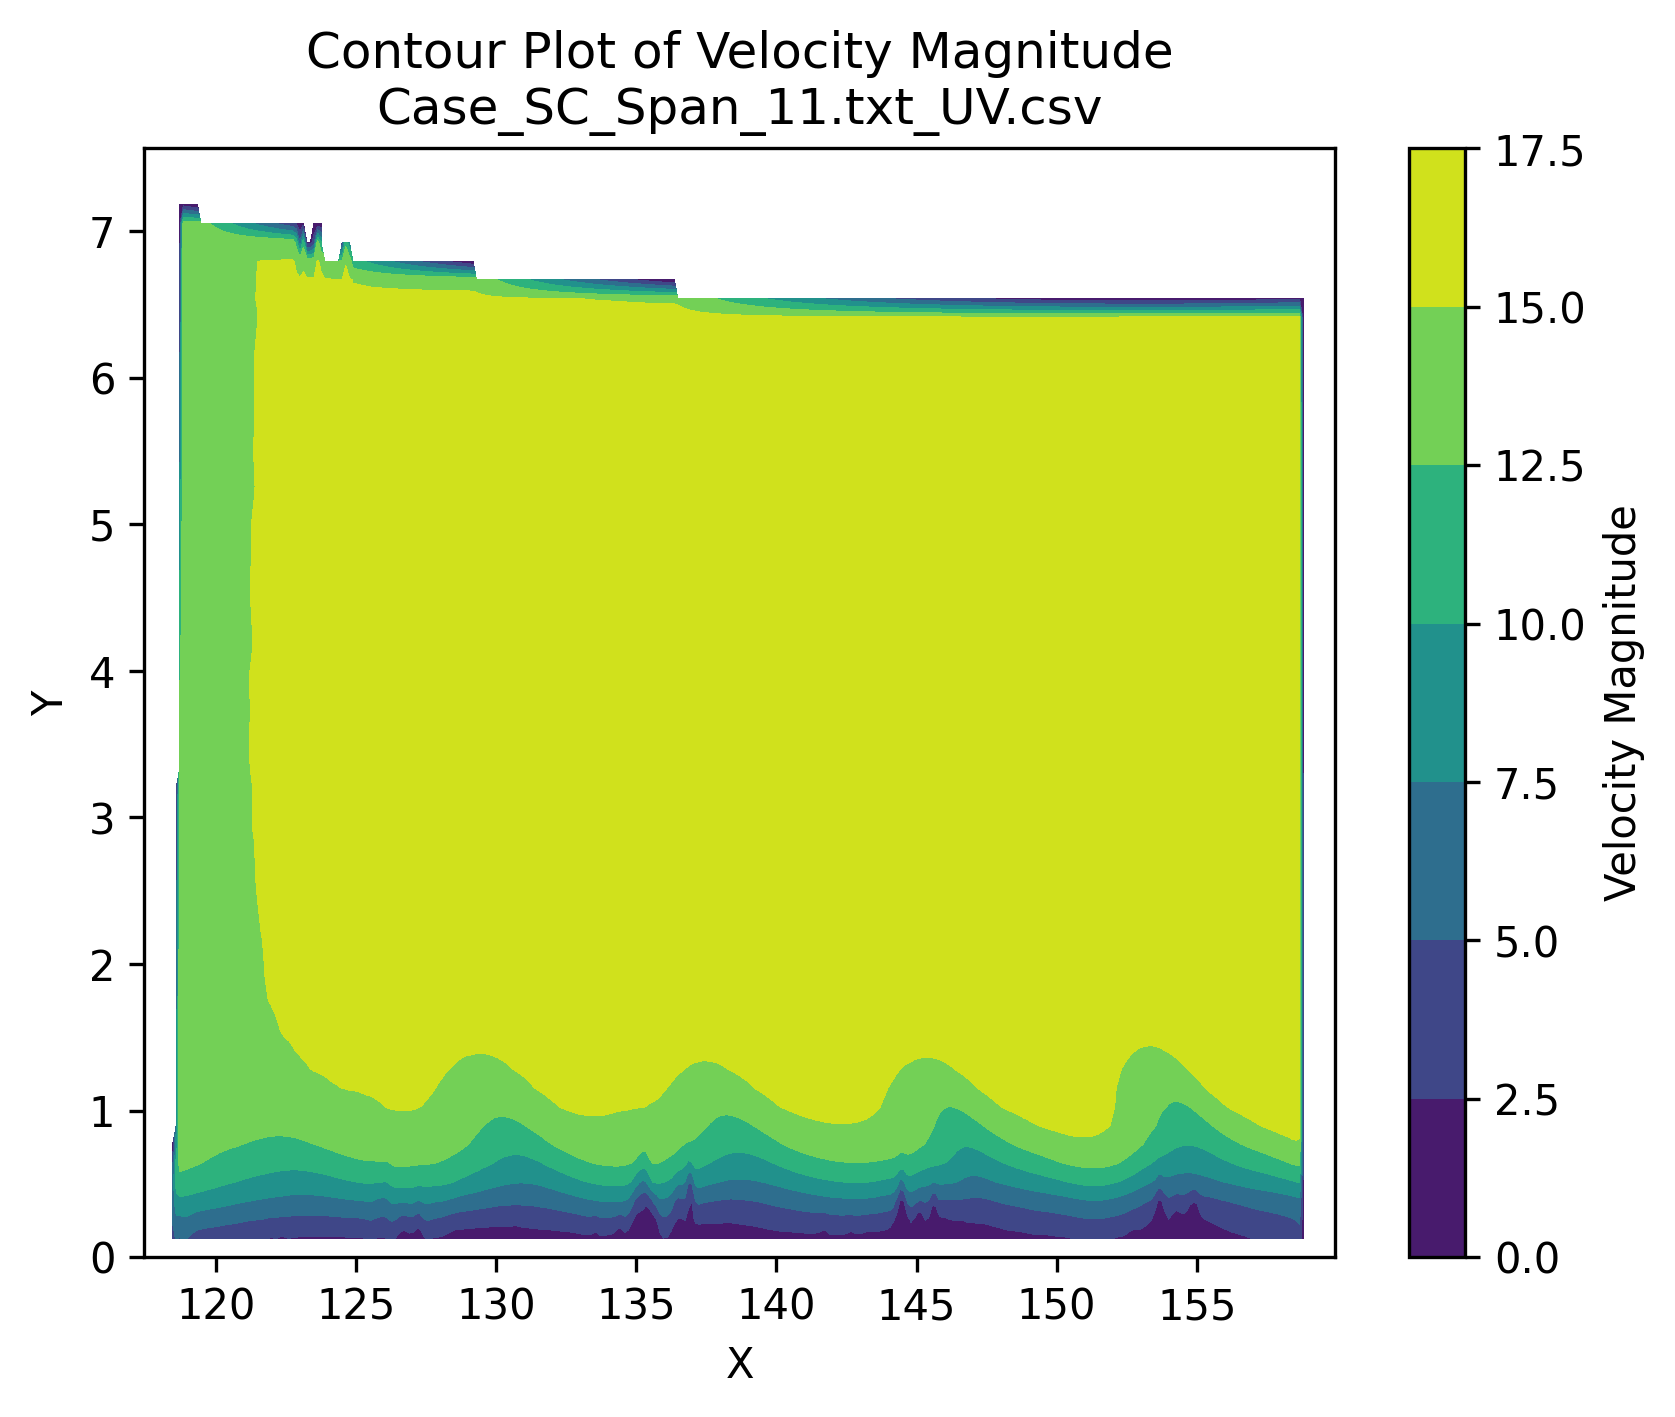 Contour Plot of Velocity Magnitude
Case_SC_Span_11.txt_UV.csv
7
6
5
4
3
2
1
0
Y
120 125 130 135 140 145 150 155
X
17.5
15.0
12.5
10.0
7.5
5.0
2.5
0.0
Velocity Magnitude